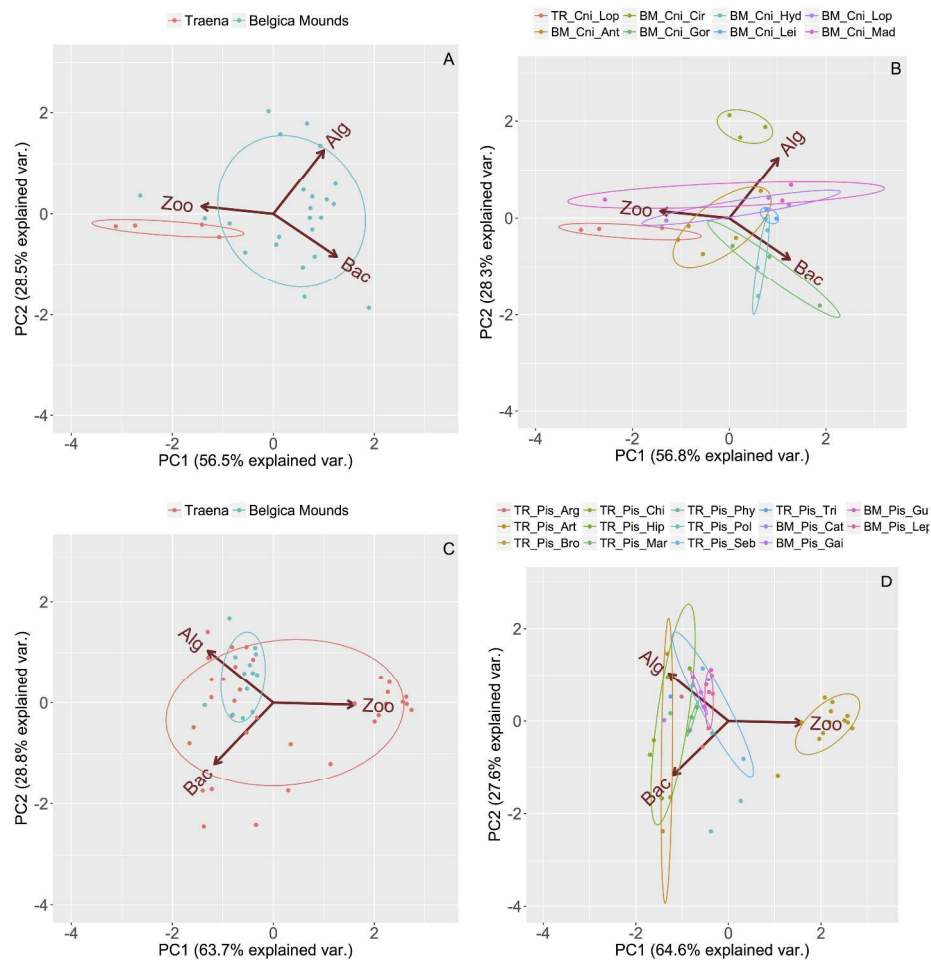 Traena Belgica Mounds
A
Alg
Zoo
Bac
PC2 (28.5% explained var.)
2
0
-2
-4
-4 -2 0 2
PC1 (56.5% explained var.)
TR_Cni_Lop BM_Cni_Cir BM_Cni_Hyd BM_Cni_Lop
BM_Cni_Ant BM_Cni_Gor BM_Cni_Lei BM_Cni_Mad
B
Alg
Zoo
Bac
PC2 (28.3% explained var.)
2
0
-2
-4
-4 -2 0 2
PC1 (56.8% explained var.)
Traena Belgica Mounds
C
Alg
Zoo
Bac
PC2 (28.8% explained var.)
2
0
-2
-4
-4 -2 0 2
PC1 (63.7% explained var.)
TR_Pis_Arg TR_Pis_Chi TR_Pis_Phy TR_Pis_Tri BM_Pis_Gu
TR_Pis_Art TR_Pis_Hip TR_Pis_Pol BM_Pis_Cat BM_Pis_Lep
TR_Pis_Bro TR_Pis_Mar TR_Pis_Seb BM_Pis_Gai
D
Alg
Zoo
Bac
PC2 (27.6% explained var.)
2
0
-2
-4
-4 -2 0 2
PC1 (64.6% explained var.)